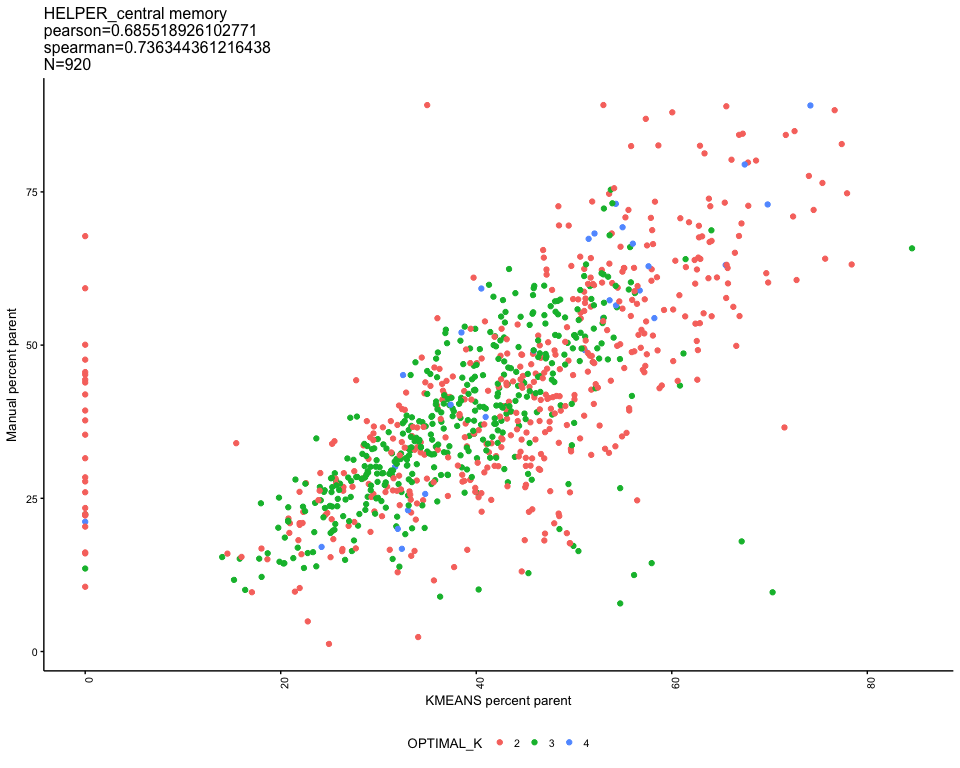 HELPER_central memory
pearson=0.685518926102771
spearman=0.736344361216438
N=920
Manual percent parent
75
50
25
0
0
20
40
60
80
KMEANS percent parent
OPTIMAL_K 2 3 4